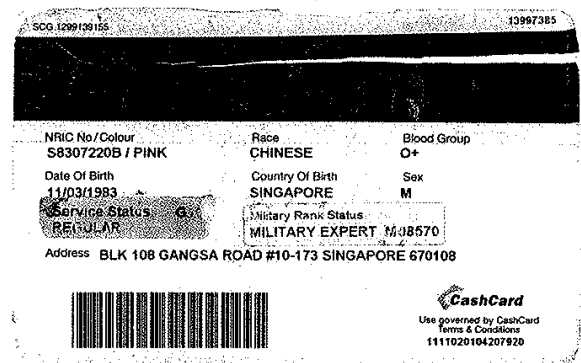 SCG 1299139155
13997385
NRIC No/Colour Race Blood Group
S8307220B / PINK CHINESE O+
Date Of Birth Country Of Birth Sex
11/03/1983 SINGAPORE M
Service Status Military Rank Status
REGULAR MILITARY EXPERT
Address BLK 108 GANGSA ROAD #10-173 SINGAPORE 670108
CashCard
Use governed by CashCard
Terms & Conditions
1111020104207920